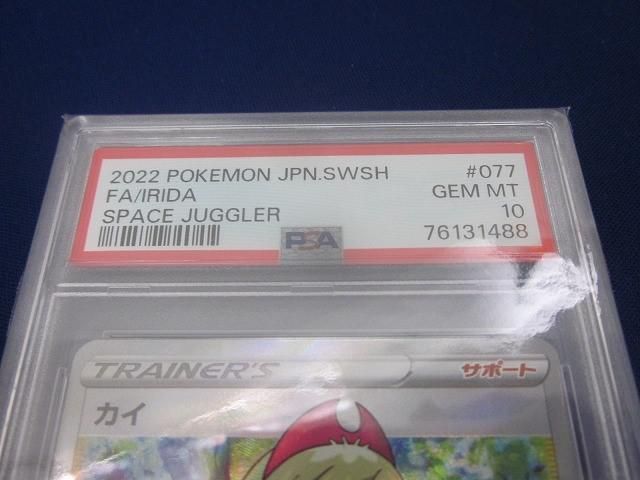 2022 POKEMON JPN.SWSH #077
FA/IRIDA GEM MT
SPACE JUGGLER 10
76131488
PSA
TRAINER'S サポート
カイ